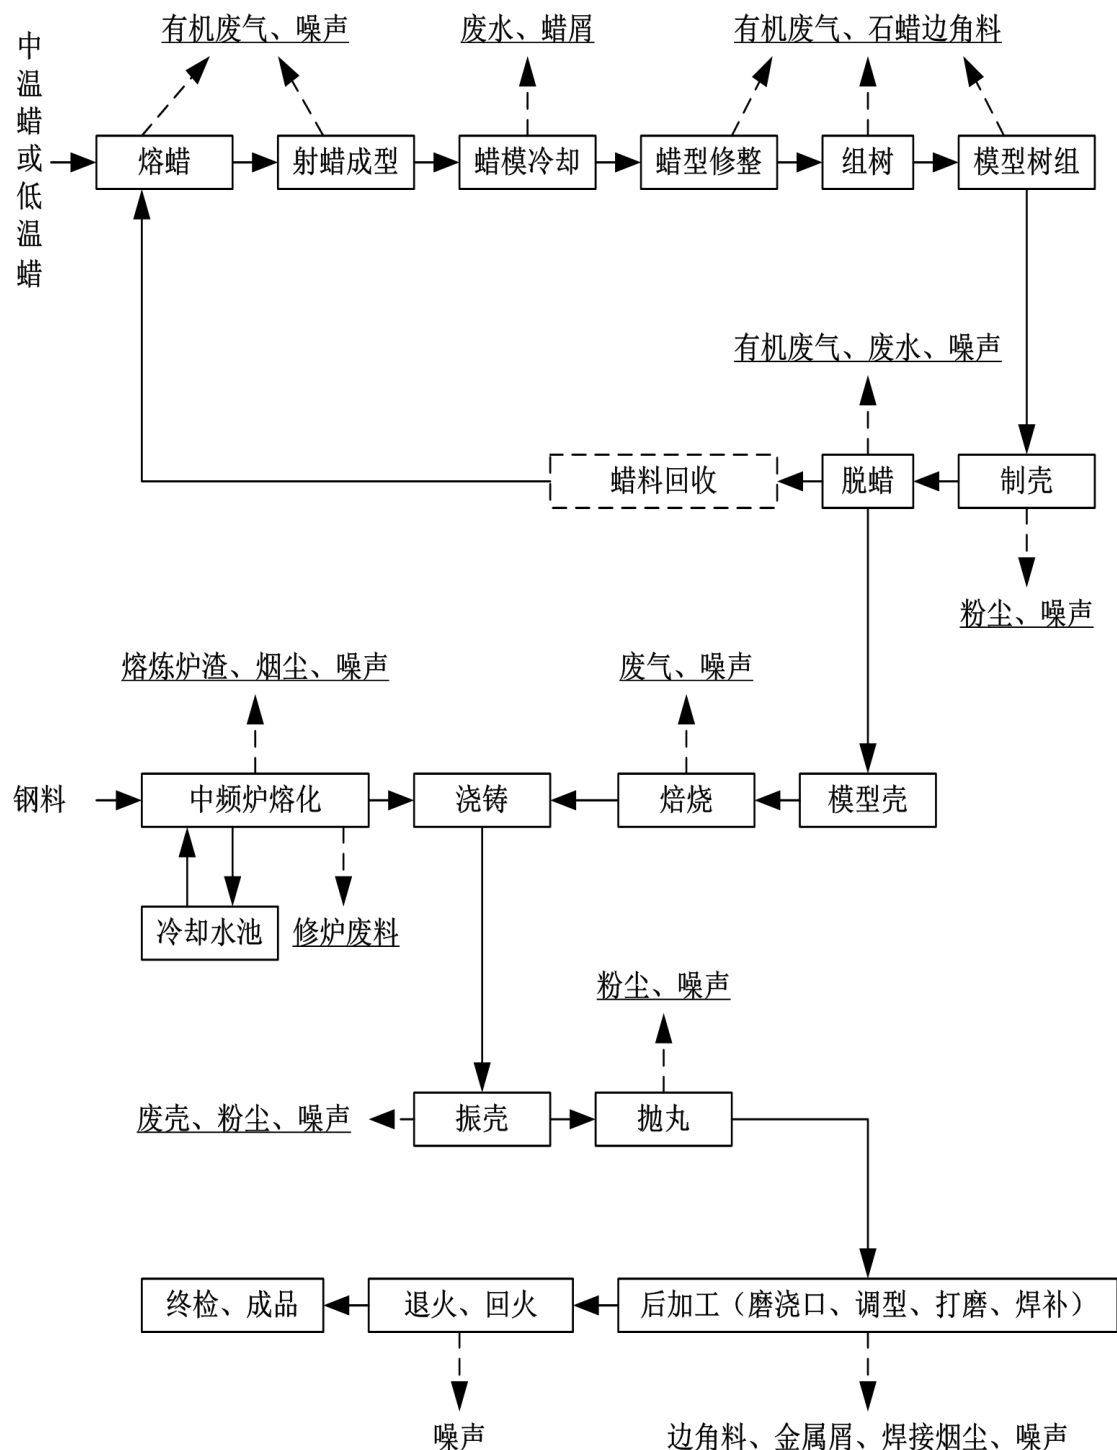 中温蜡或低温蜡
有机废气、噪声
废水、蜡屑
有机废气、石蜡边角料
熔蜡
射蜡成型
蜡模冷却
蜡型修整
组树
模型树组
有机废气、废水、噪声
蜡料回收
脱蜡
制壳
粉尘、噪声
熔炼炉渣、烟尘、噪声
废气、噪声
钢料
中频炉熔化
浇铸
焙烧
模型壳
冷却水池
修炉废料
粉尘、噪声
废壳、粉尘、噪声
振壳
抛丸
终检、成品
退火、回火
后加工（磨浇口、调型、打磨、焊补）
噪声
边角料、金属屑、焊接烟尘、噪声